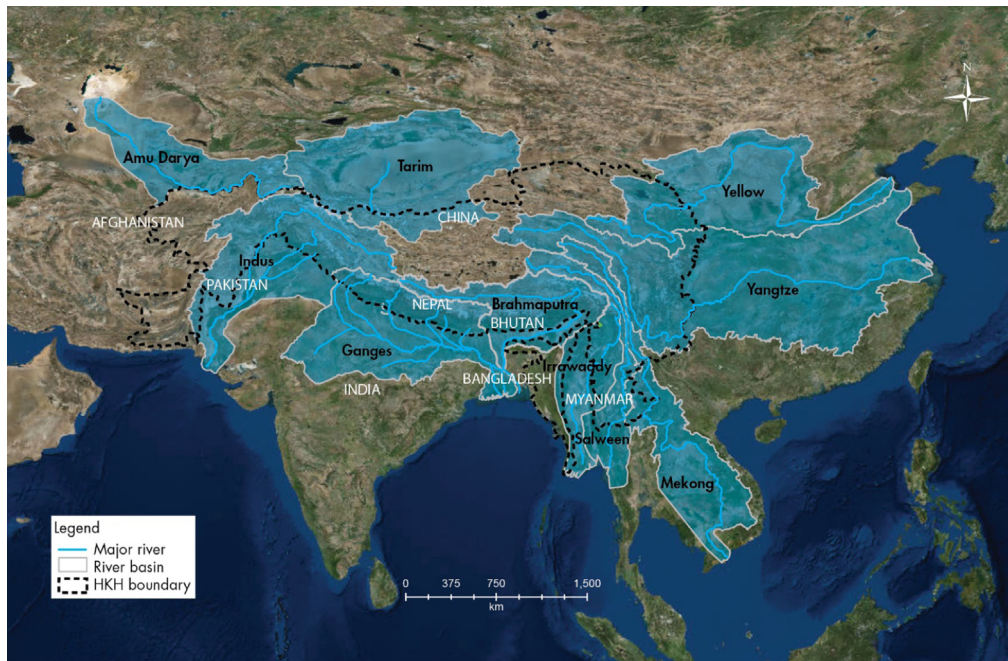 N
Amu Darya
Tarim
Yellow
AFGHANISTAN
CHINA
Indus
PAKISTAN
Yangtze
NEPAL
Brahmaputra
BHUTAN
Ganges
Irrawaddy
BANGLADESH
INDIA
MYANMAR
Salween
Mekong
Legend
Major river
River basin
HKH boundary
0 375 750 1,500
km